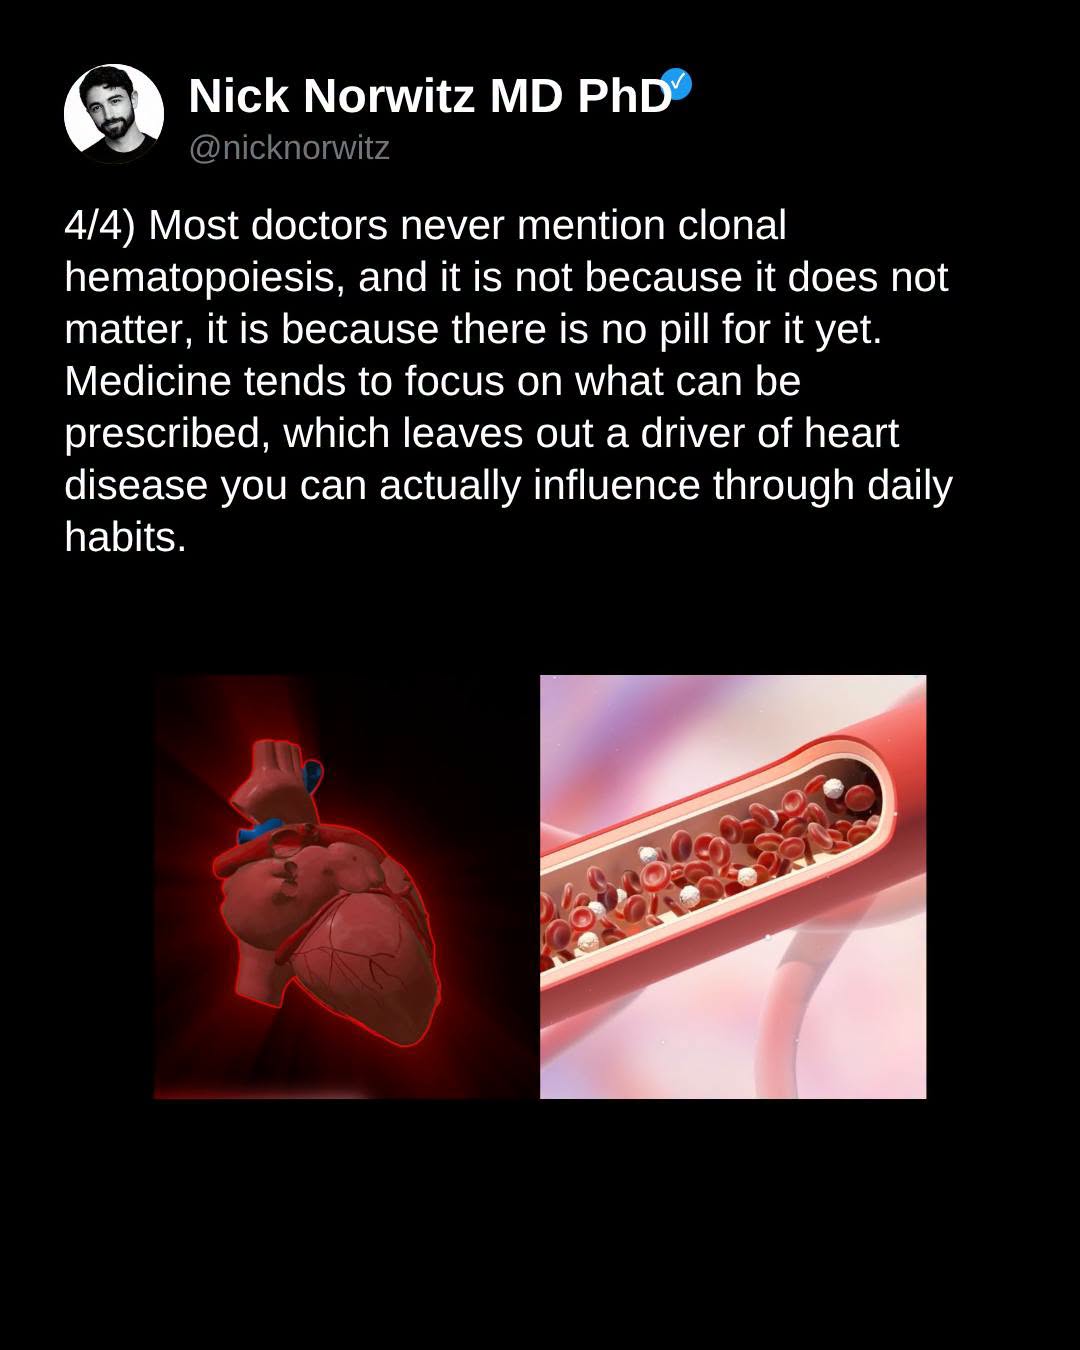 Nick Norwitz MD PhD
@nicknorwitz
4/4) Most doctors never mention clonal
hematopoiesis, and it is not because it does not
matter, it is because there is no pill for it yet.
Medicine tends to focus on what can be
prescribed, which leaves out a driver of heart
disease you can actually influence through daily
habits.